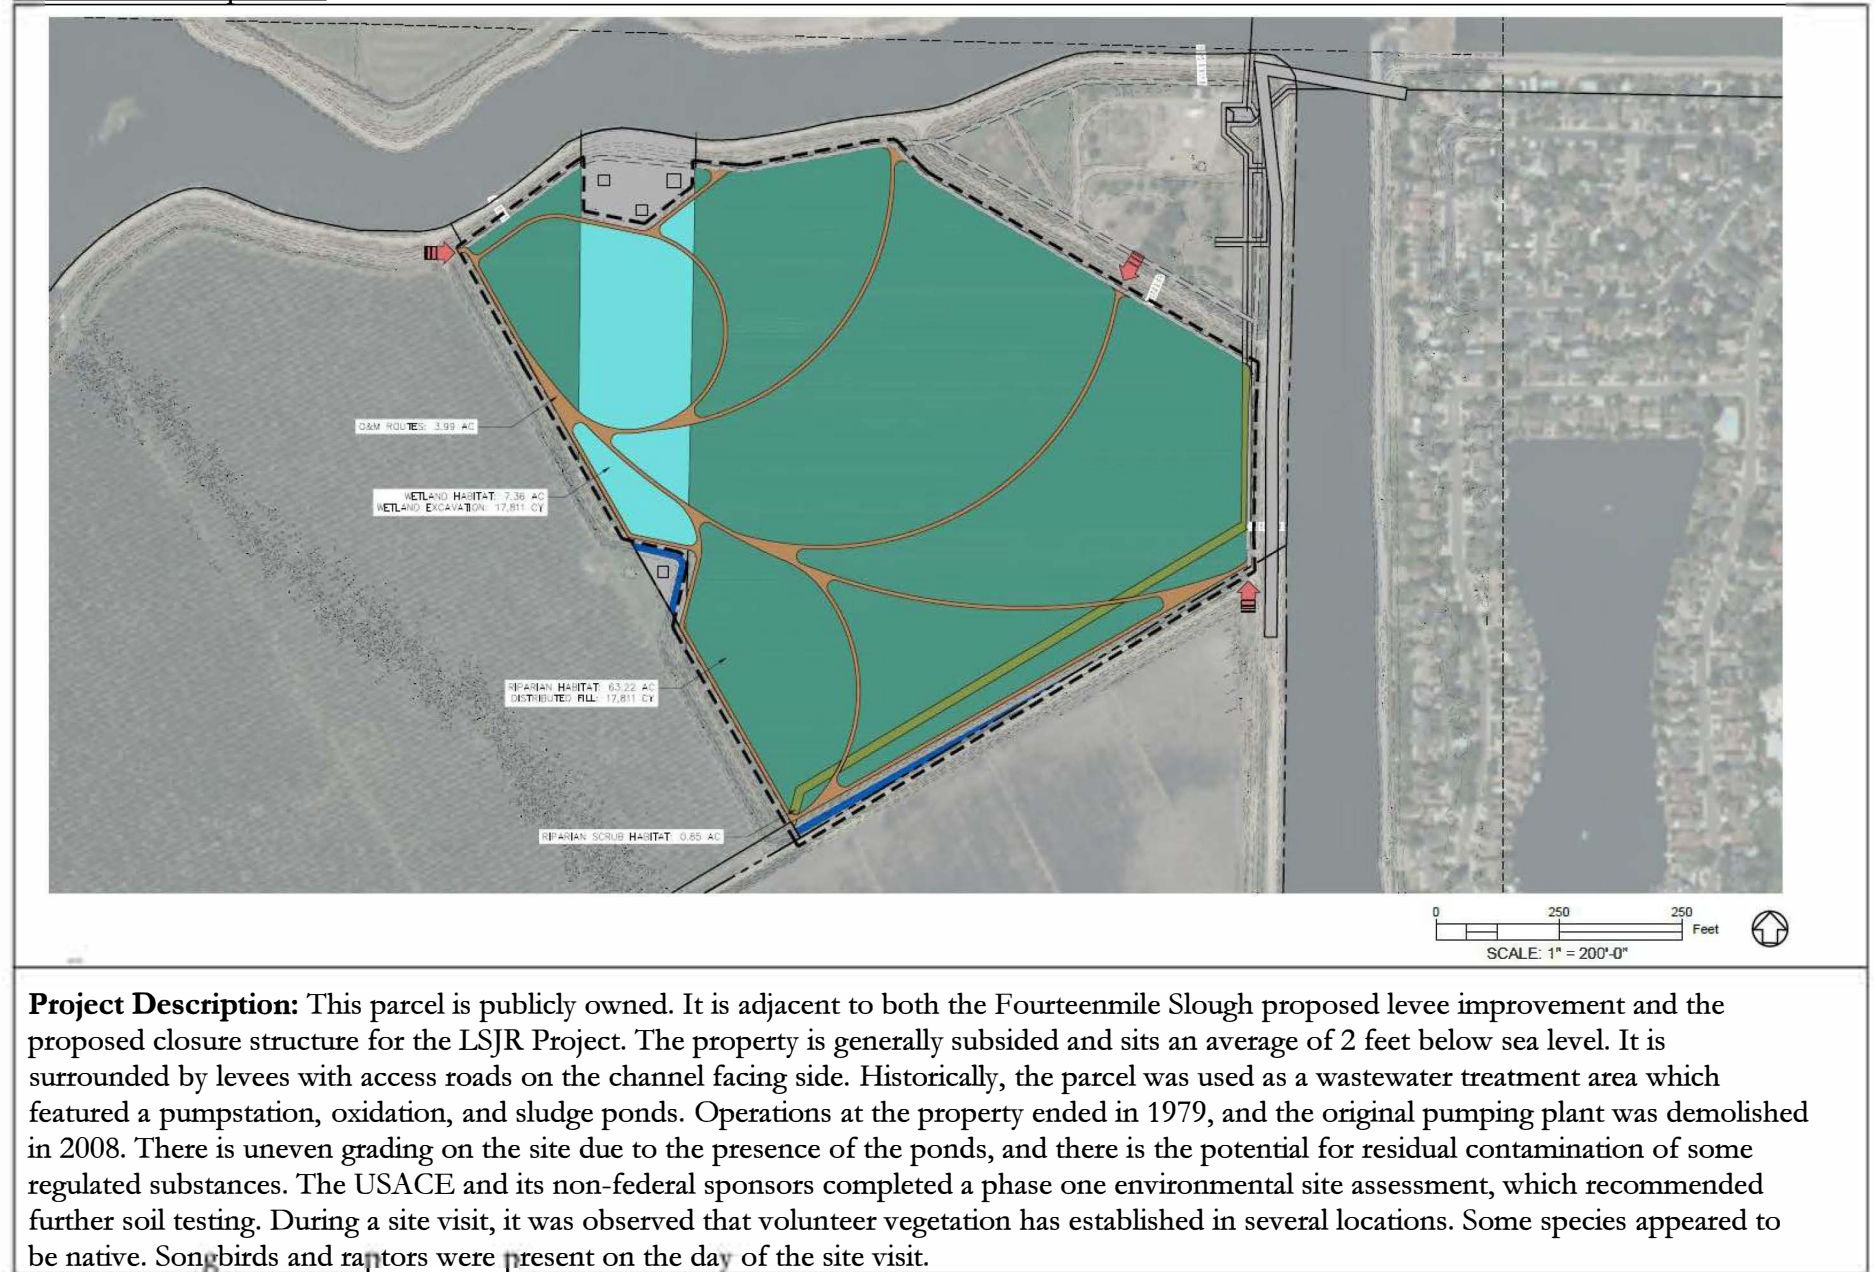 O&M ROUTES: 3.99 AC
WETLAND HABITAT: 7.36 AC
WETLAND EXCAVATION: 17,811 CY
RIPARIAN HABITAT: 63.22 AC
DISTRIBUTED FILL: 17,811 CY
RIPARIAN SCRUB HABITAT: 0.85 AC
0 250 250
Feet
SCALE: 1" = 200'-0"
Project Description: This parcel is publicly owned. It is adjacent to both the Fourteenmile Slough proposed levee improvement and the
proposed closure structure for the LSJR Project. The property is generally subsided and sits an average of 2 feet below sea level. It is
surrounded by levees with access roads on the channel facing side. Historically, the parcel was used as a wastewater treatment area which
featured a pumpstation, oxidation, and sludge ponds. Operations at the property ended in 1979, and the original pumping plant was demolished
in 2008. There is uneven grading on the site due to the presence of the ponds, and there is the potential for residual contamination of some
regulated substances. The USACE and its non-federal sponsors completed a phase one environmental site assessment, which recommended
further soil testing. During a site visit, it was observed that volunteer vegetation has established in several locations. Some species appeared to
be native. Songbirds and raptors were present on the day of the site visit.